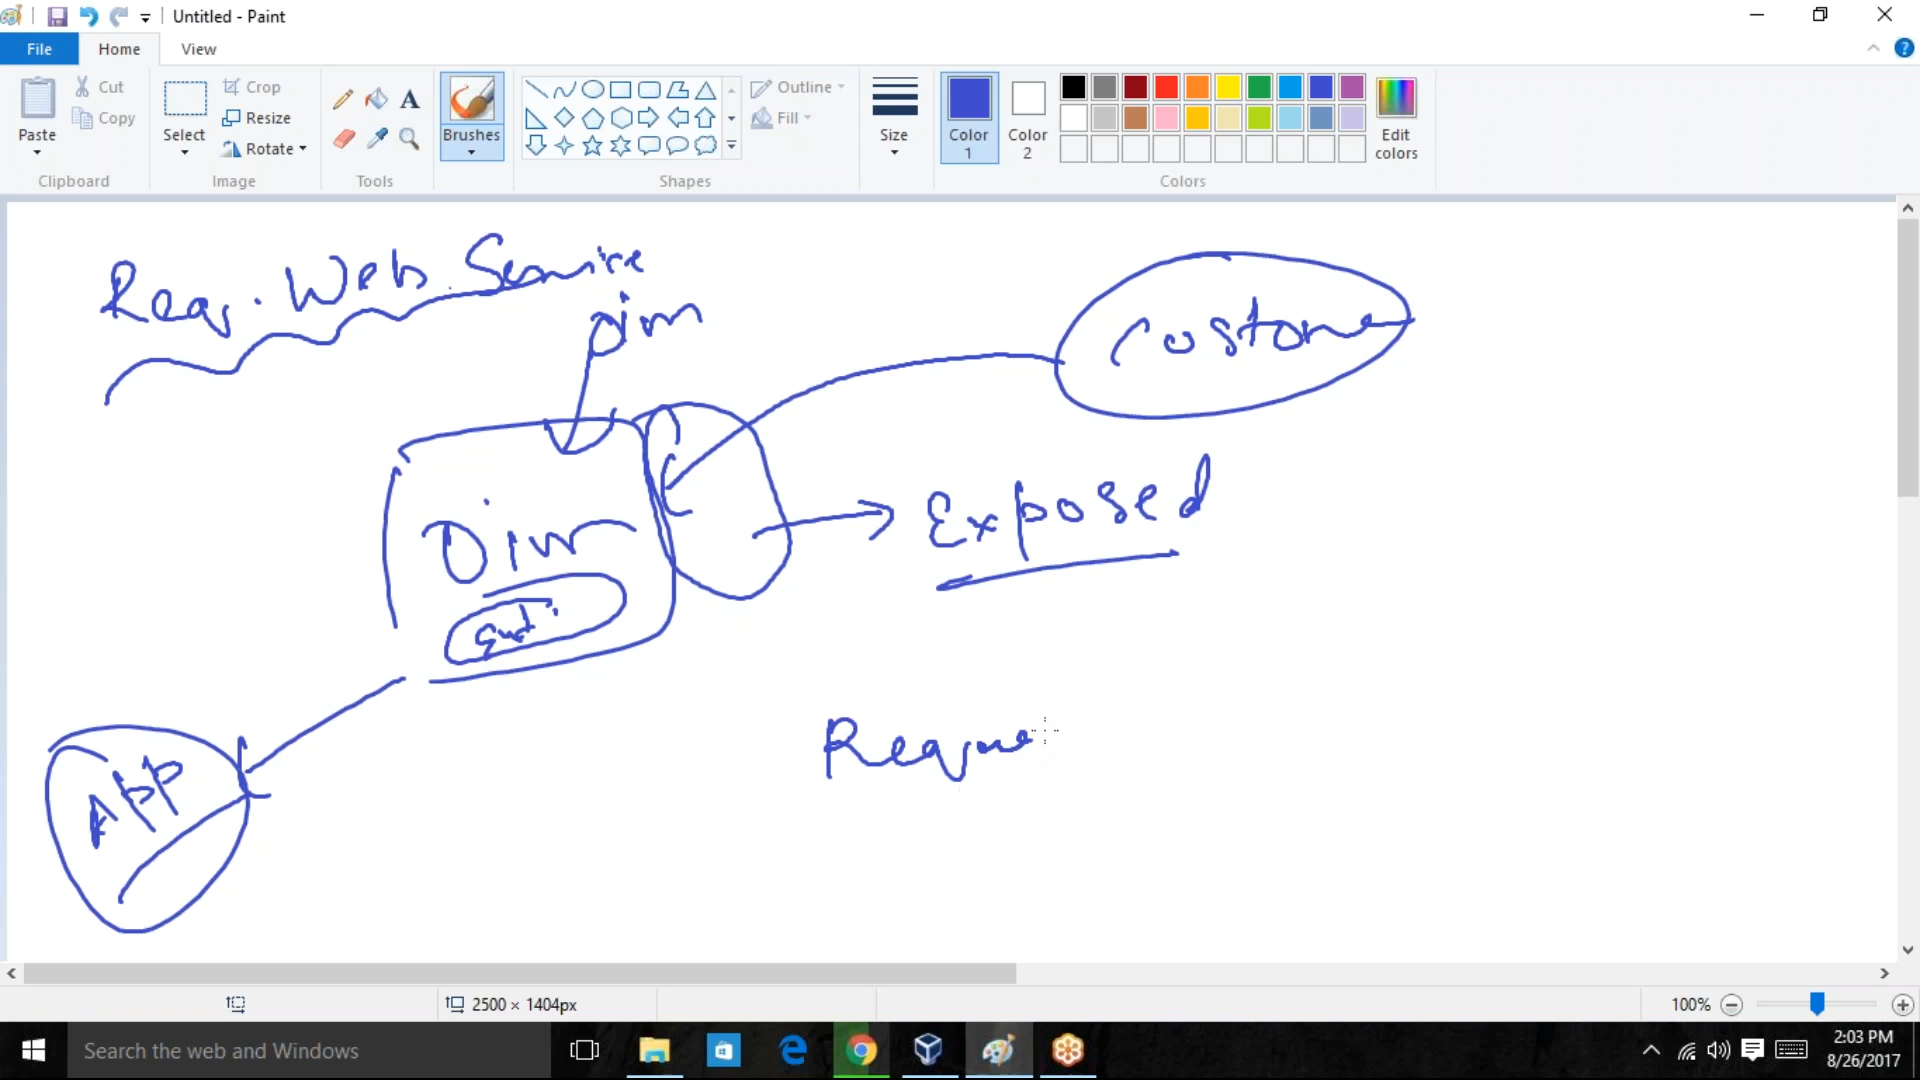 Untitled - Paint
File Home View
Paste
Cut
Copy
Clipboard
Select
Crop
Resize
Rotate
Image
Tools
Brushes
Shapes
Outline
Fill
Size
Color 1
Color 2
Edit colors
Colors
Req. Web. Service
oim
Custome
Oim
Exposed
App
Reque
2500 × 1404px
100%
Search the web and Windows
2:03 PM
8/26/2017